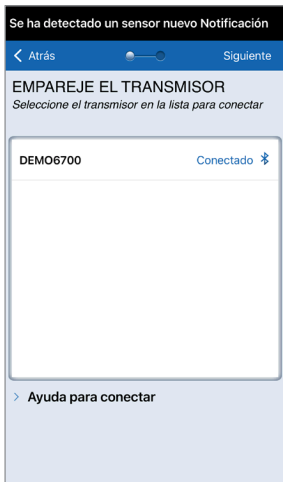 Se ha detectado un sensor nuevo Notificación
Atrás
Siguiente
EMPAREJE EL TRANSMISOR
Seleccione el transmisor en la lista para conectar
DEMO6700 Conectado
Ayuda para conectar